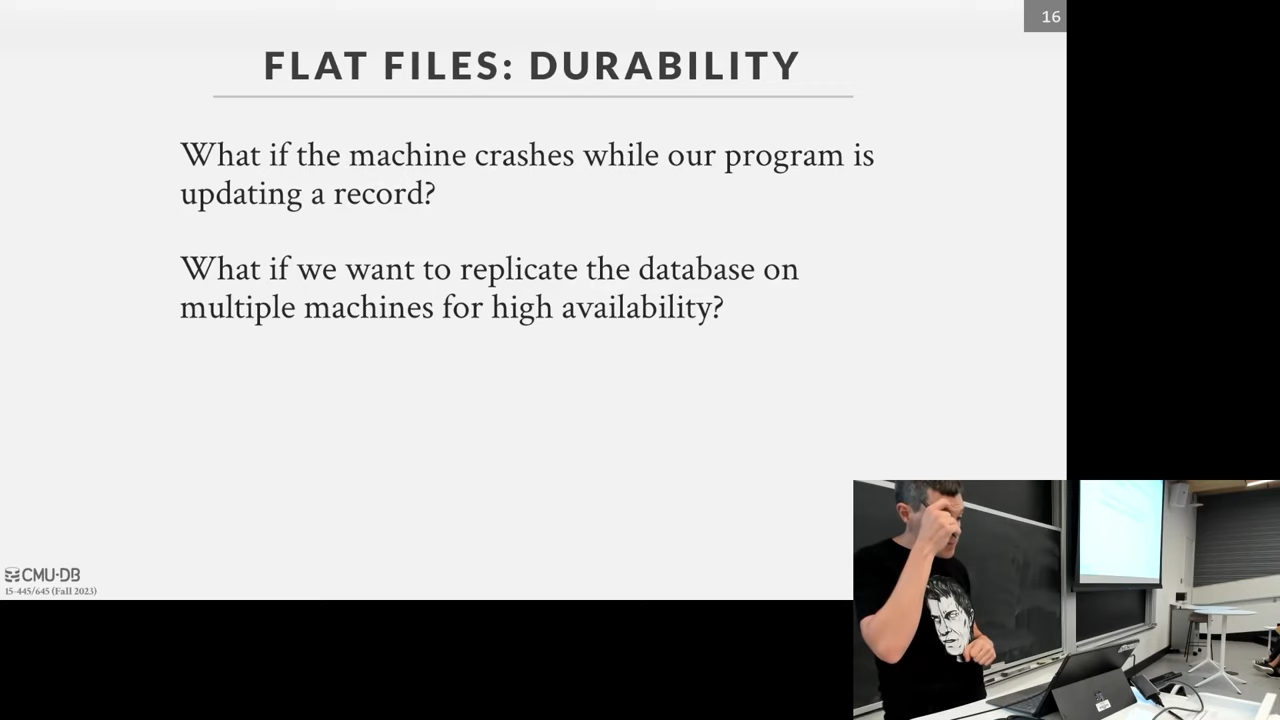 16
FLAT FILES: DURABILITY
What if the machine crashes while our program is
updating a record?
What if we want to replicate the database on
multiple machines for high availability?
CMU·DB
15-445/645 (Fall 2023)